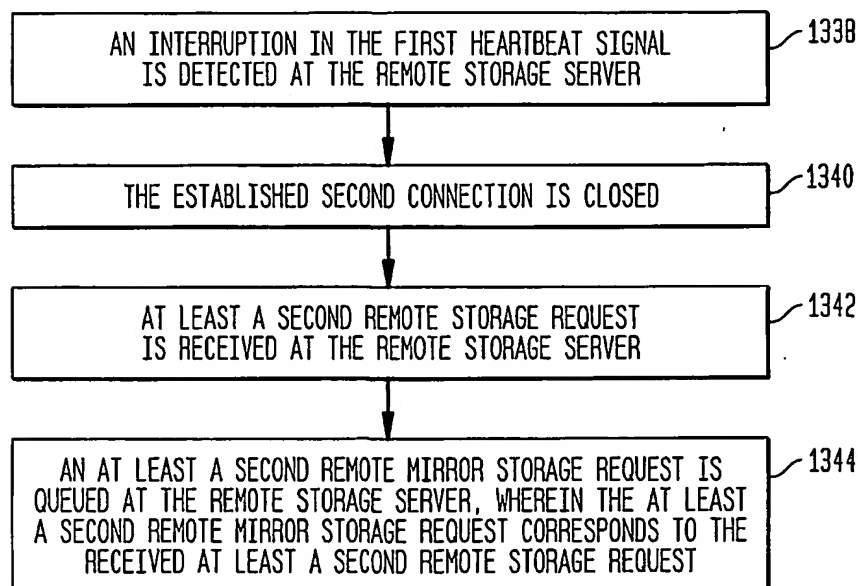 AN INTERRUPTION IN THE FIRST HEARTBEAT SIGNAL
IS DETECTED AT THE REMOTE STORAGE SERVER
1338
THE ESTABLISHED SECOND CONNECTION IS CLOSED
1340
AT LEAST A SECOND REMOTE STORAGE REQUEST
IS RECEIVED AT THE REMOTE STORAGE SERVER
1342
AN AT LEAST A SECOND REMOTE MIRROR STORAGE REQUEST IS
QUEUED AT THE REMOTE STORAGE SERVER, WHEREIN THE AT LEAST
A SECOND REMOTE MIRROR STORAGE REQUEST CORRESPONDS TO THE
RECEIVED AT LEAST A SECOND REMOTE STORAGE REQUEST
1344